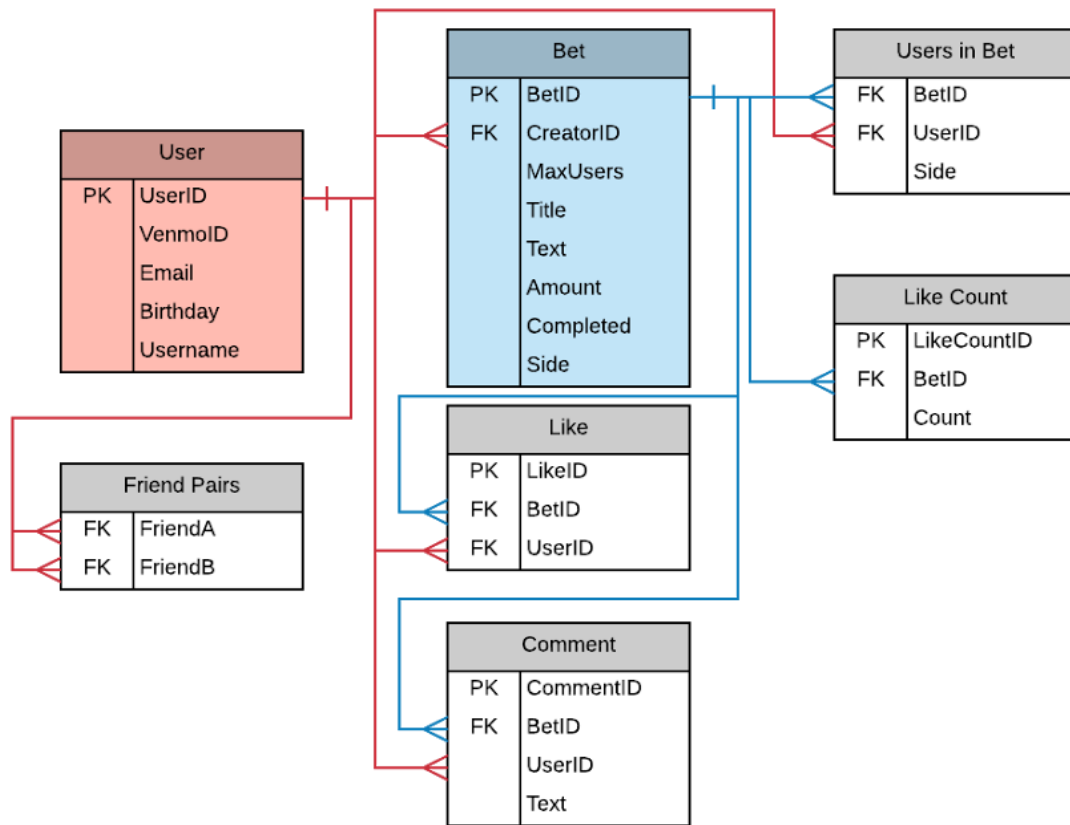 User
PK UserID
VenmoID
Email
Birthday
Username
Friend Pairs
FK FriendA
FK FriendB
Bet
PK BetID
FK CreatorID
MaxUsers
Title
Text
Amount
Completed
Side
Like
PK LikeID
FK BetID
FK UserID
Comment
PK CommentID
FK BetID
UserID
Text
Users in Bet
FK BetID
FK UserID
Side
Like Count
PK LikeCountID
FK BetID
Count